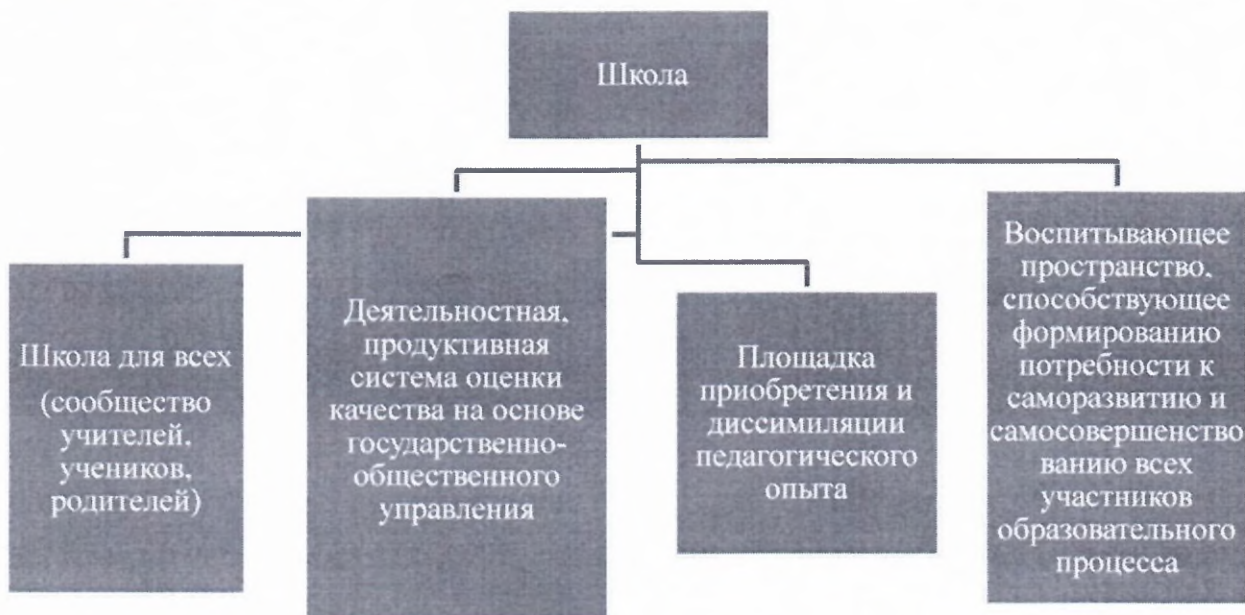 Школа
Школа для всех
(сообщество
учителей,
учеников,
родителей)
Деятельностная,
продуктивная
система оценки
качества на основе
государственно-
общественного
управления
Площадка
приобретения и
диссимиляции
педагогического
опыта
Воспитывающее
пространство,
способствующее
формированию
потребности к
саморазвитию и
самосовершенство
ванию всех
участников
образовательного
процесса